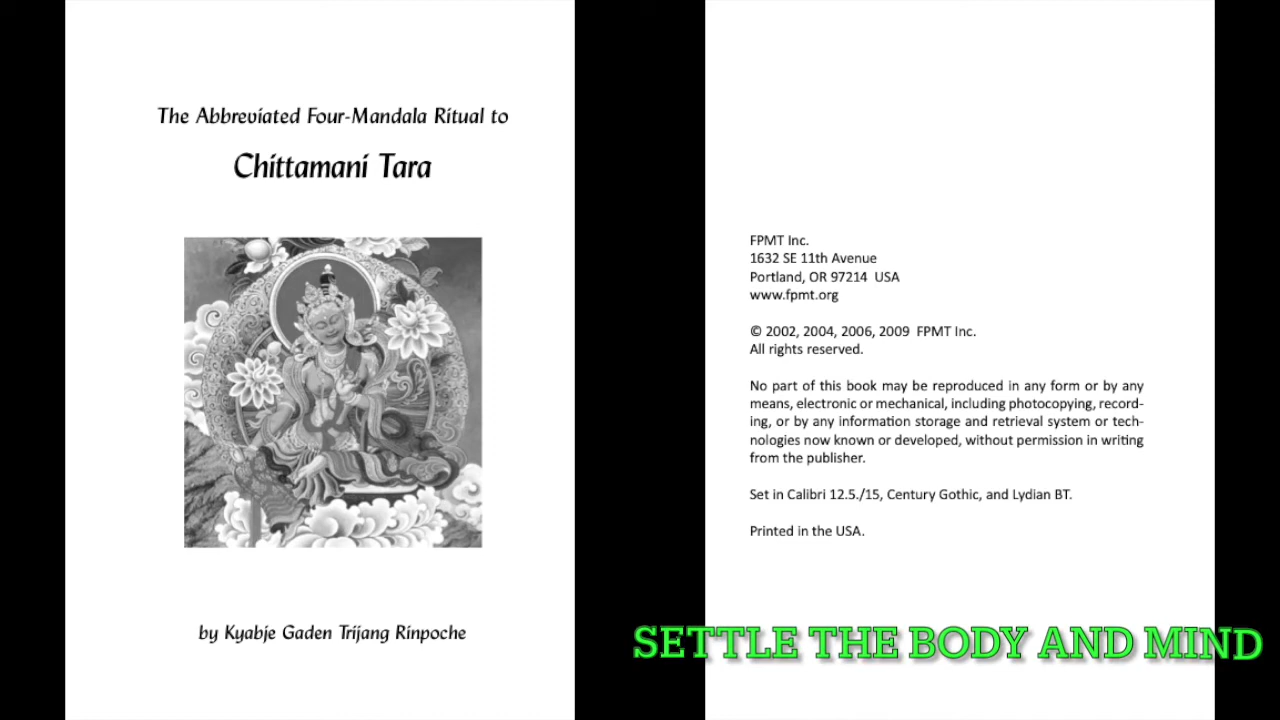 The Abbreviated Four-Mandala Ritual to
Chittamani Tara
by Kyabje Gaden Trijang Rinpoche
FPMT Inc.
1632 SE 11th Avenue
Portland, OR 97214 USA
www.fpmt.org
© 2002, 2004, 2006, 2009 FPMT Inc.
All rights reserved.
No part of this book may be reproduced in any form or by any
means, electronic or mechanical, including photocopying, record-
ing, or by any information storage and retrieval system or tech-
nologies now known or developed, without permission in writing
from the publisher.
Set in Calibri 12.5./15, Century Gothic, and Lydian BT.
Printed in the USA.
SETTLE THE BODY AND MIND